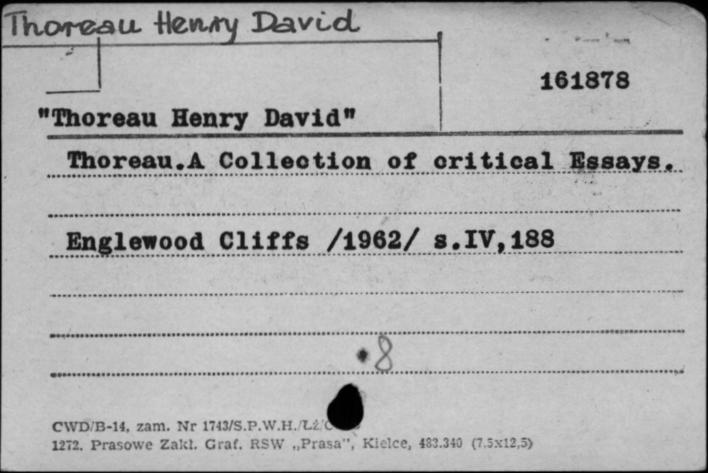 Thoreau Henry David
161878
"Thoreau Henry David"
Thoreau.A Collection of critical Essays.
Englewood Cliffs /1962/ s.IV,188
8
CWD/B-14, zam. Nr 1743/S.P.W.H./
1272. Prasowe Zakł. Graf. RSW „Prasa", Kielce, 483.340 (7.5x12,5)